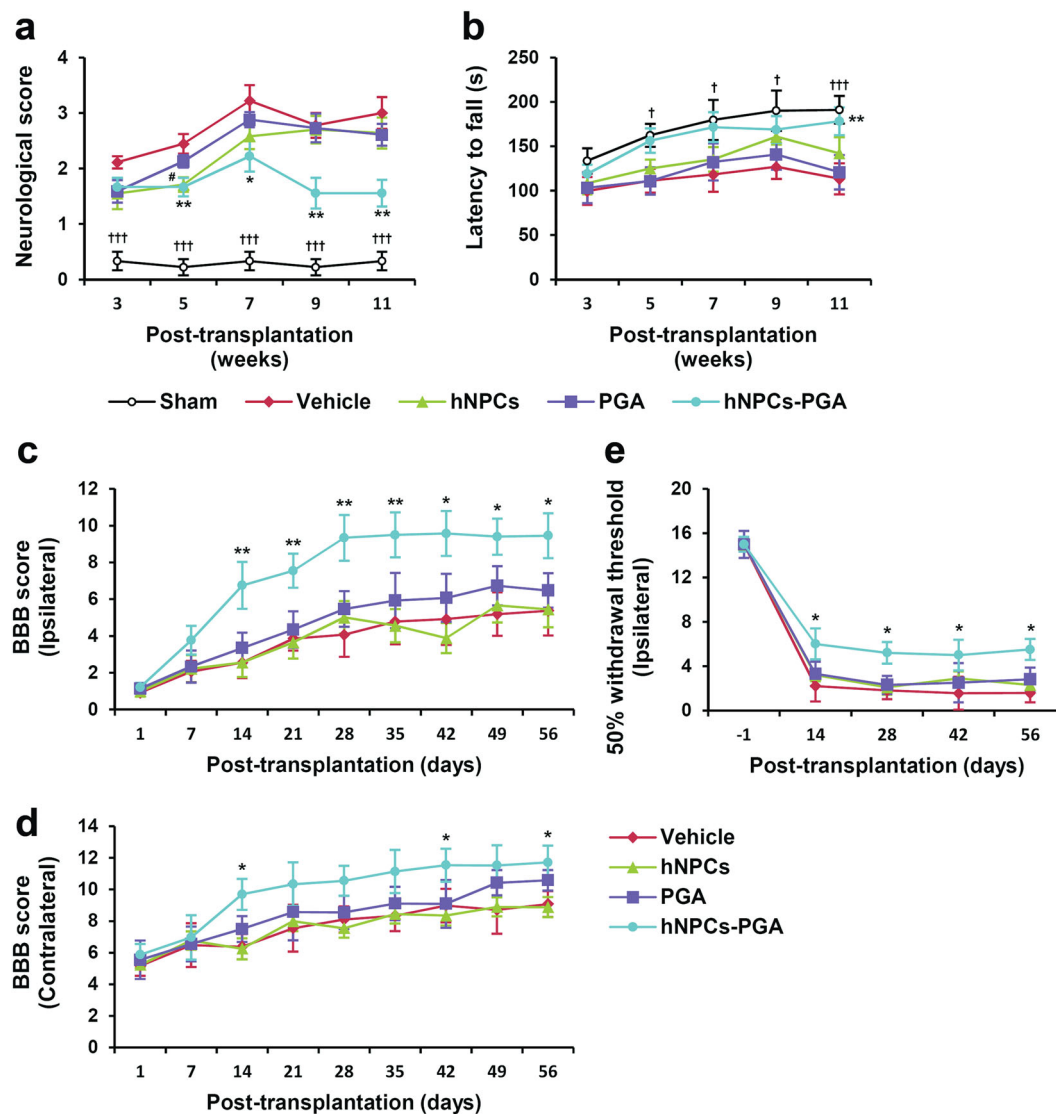 a
Neurological score
4
3
2
1
0
#
**
*
**
**
†††
†††
†††
†††
†††
3 5 7 9 11
Post-transplantation
(weeks)
b
Latency to fall (s)
250
200
150
100
50
0
†
†
†
†††
**
3 5 7 9 11
Post-transplantation
(weeks)
Sham Vehicle hNPCs PGA hNPCs-PGA
c
BBB score
(Ipsilateral)
12
10
8
6
4
2
0
** ** ** ** * * *
1 7 14 21 28 35 42 49 56
Post-transplantation (days)
e
50% withdrawal threshold
(Ipsilateral)
20
16
12
8
4
0
* * * *
-1 14 28 42 56
Post-transplantation (days)
d
BBB score
(Contralateral)
14
12
10
8
6
4
2
0
* * *
1 7 14 21 28 35 42 49 56
Post-transplantation (days)
Vehicle
hNPCs
PGA
hNPCs-PGA